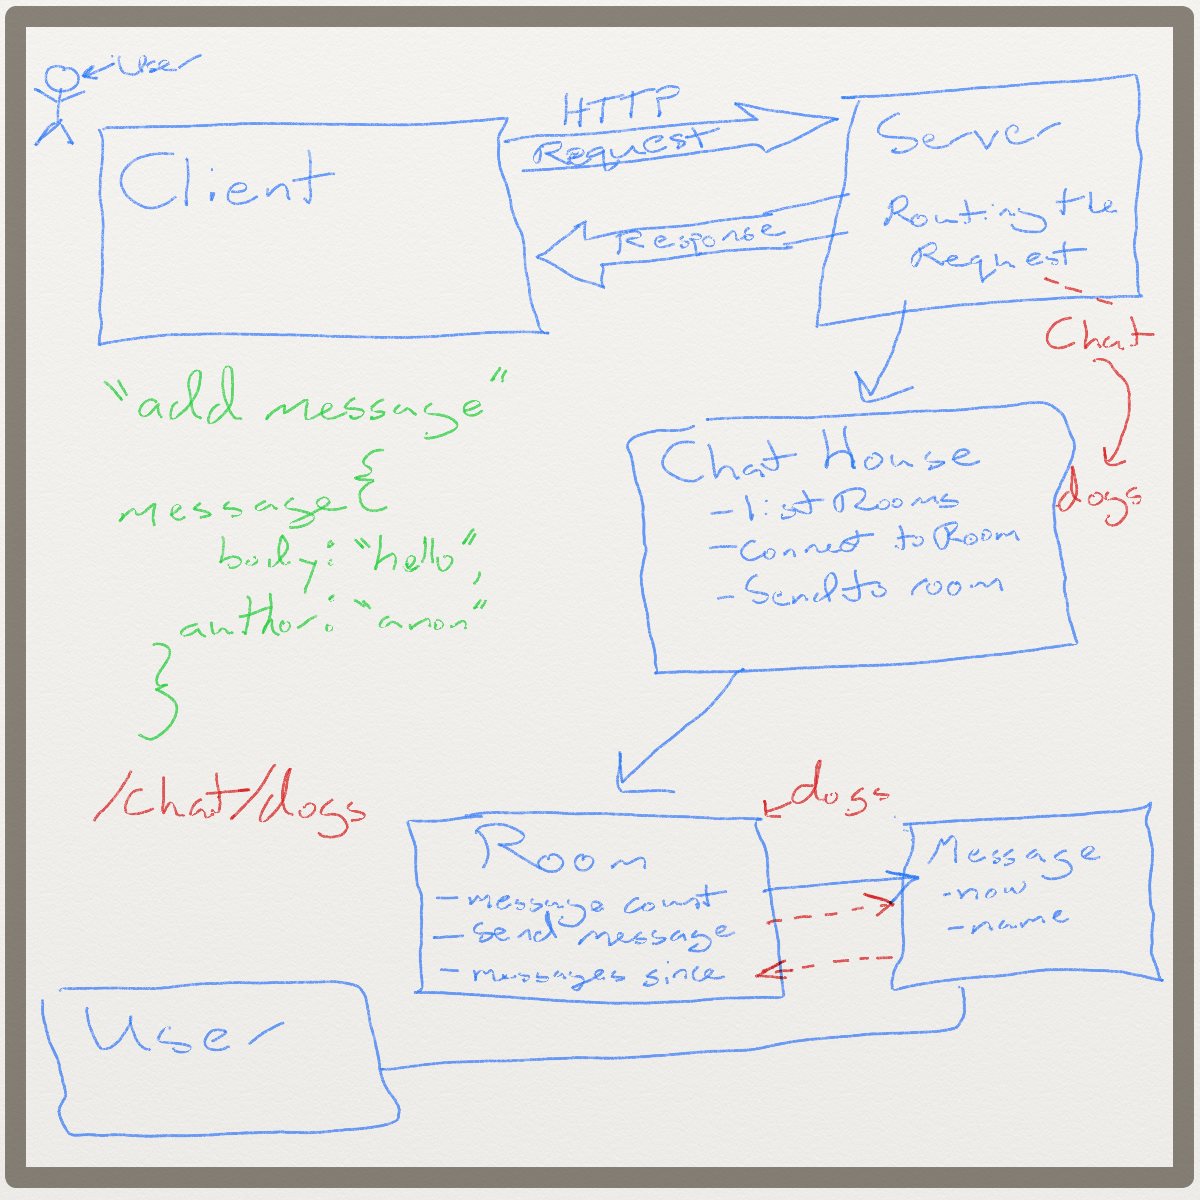 User
Client
HTTP
Request
Response
Server
Routing the
Request
Chat
dogs
"add message"
message{
body: "hello",
author: "anon"
}
/chat/dogs
Chat House
- list Rooms
- connect to Room
- Send to room
dogs
Room
- message count
- Send message
- messages since
Message
- now
- name
User